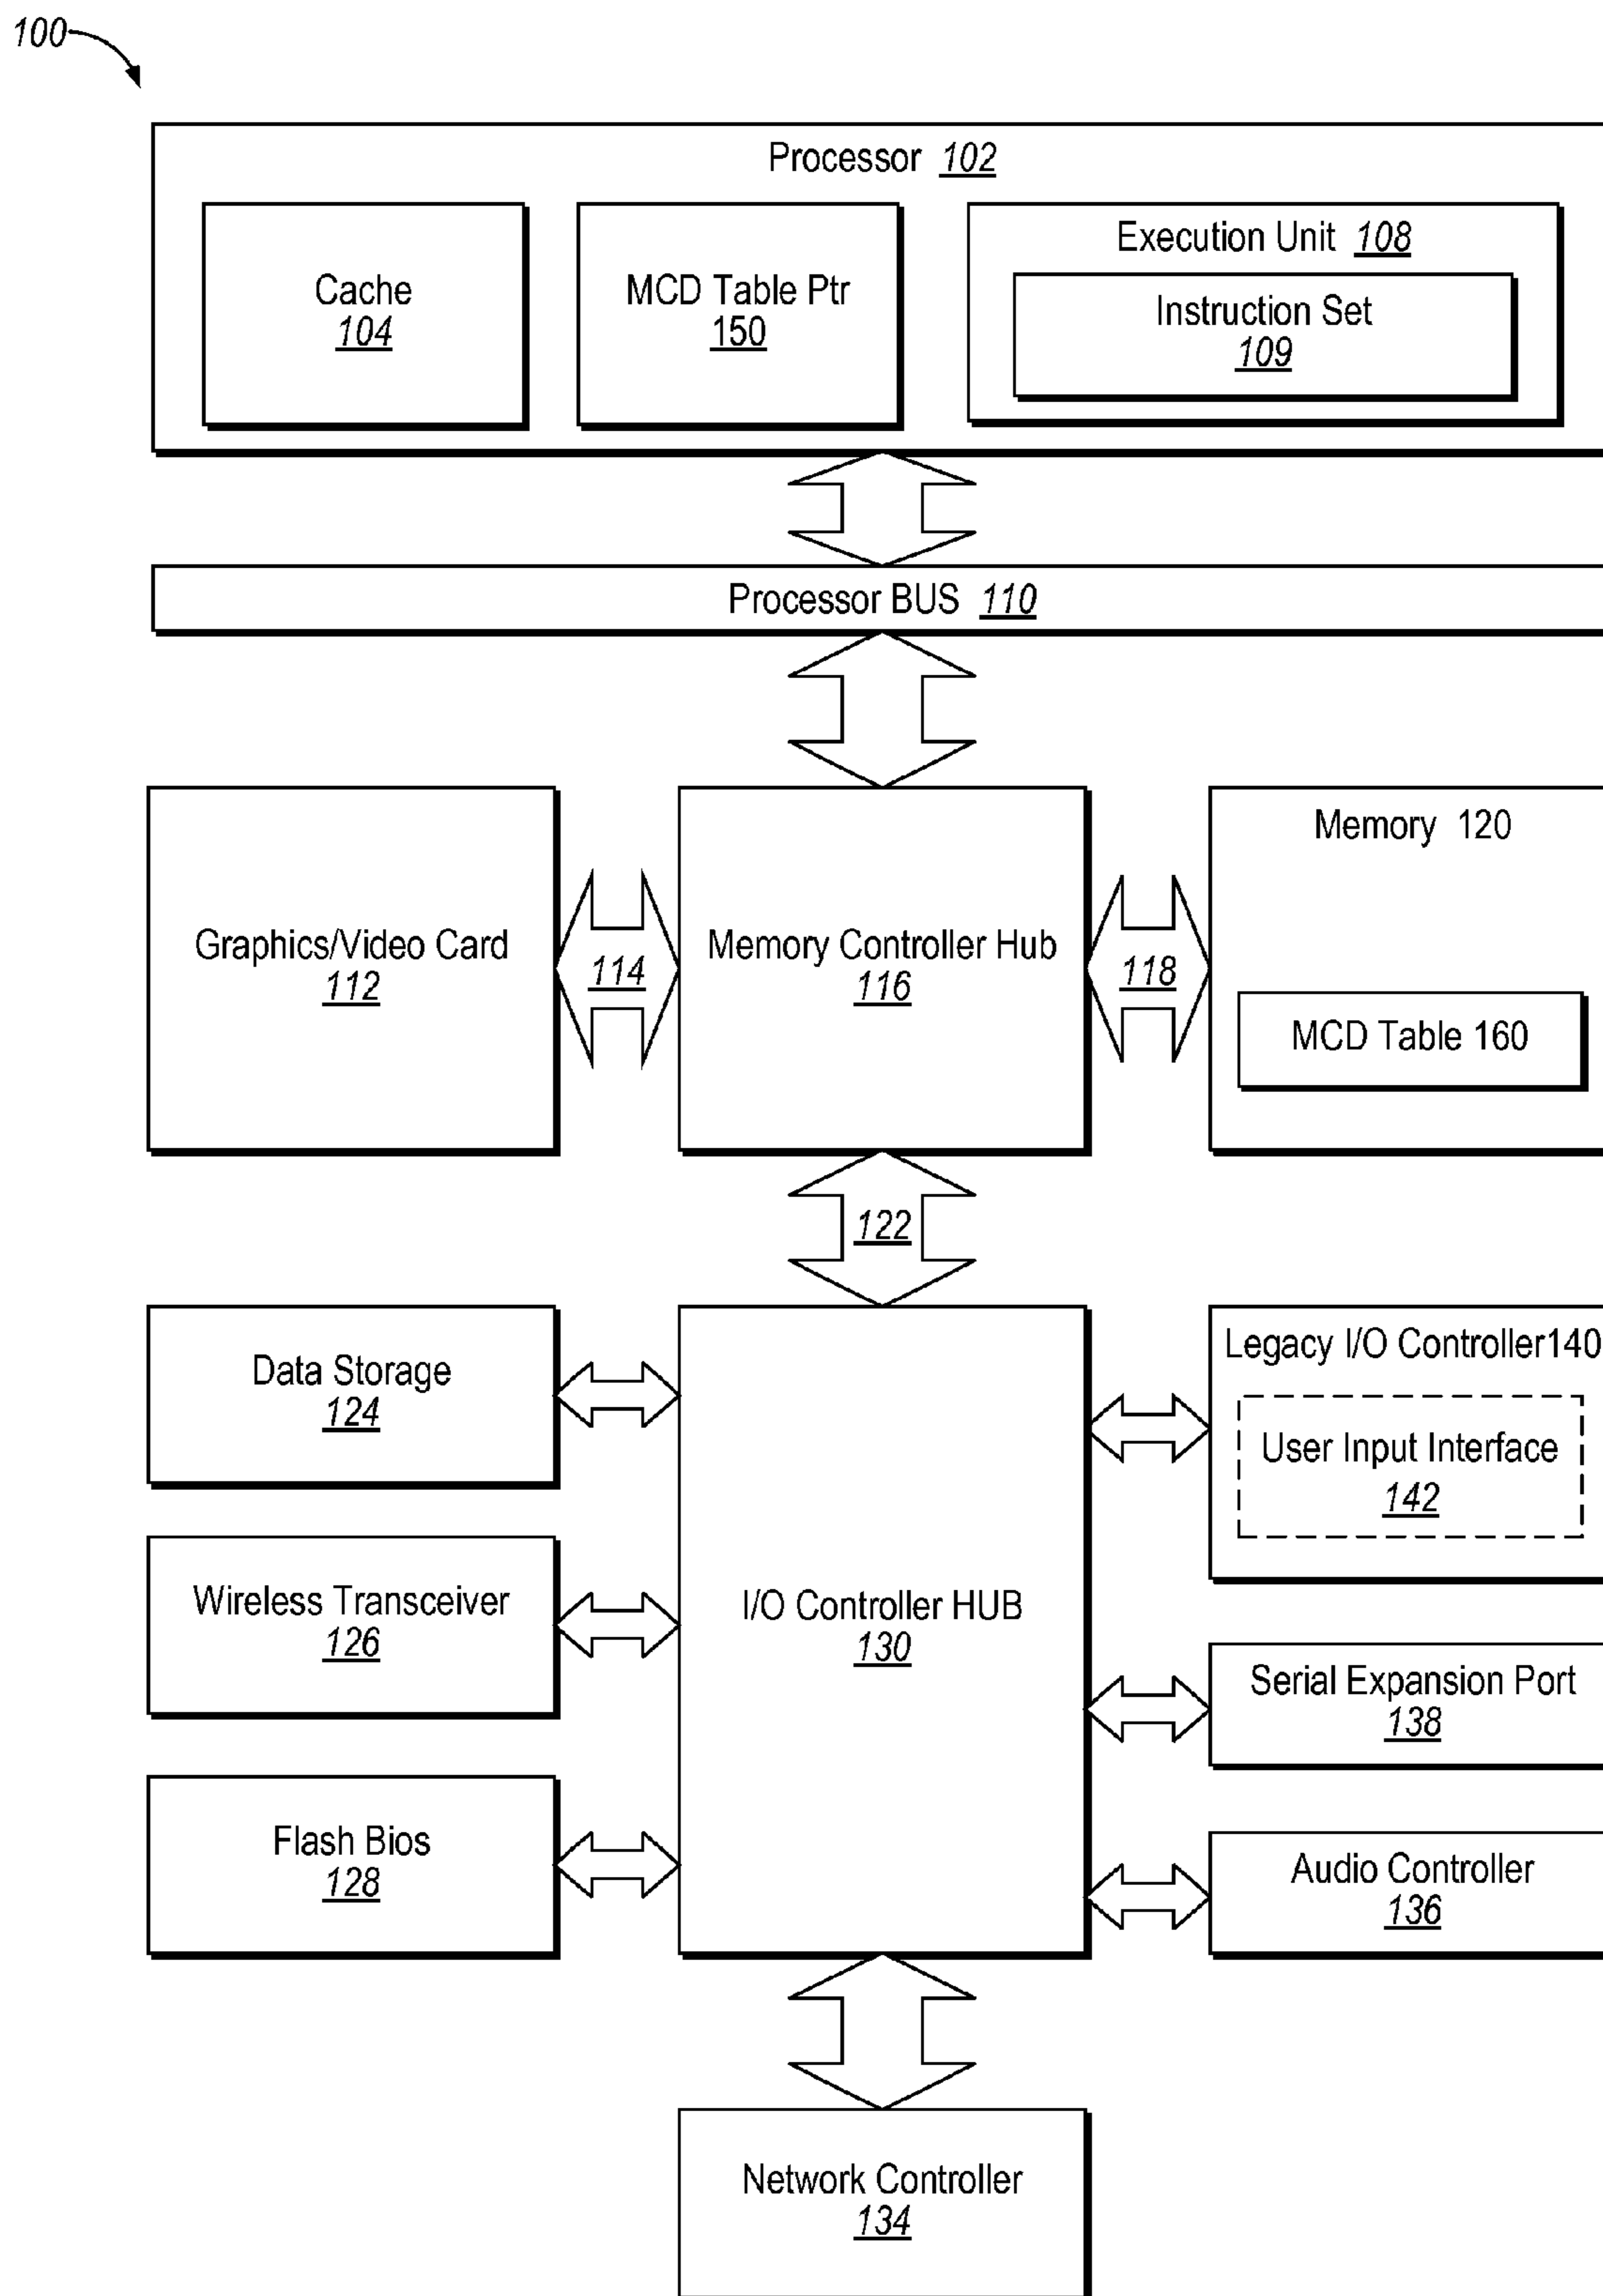 100
Processor 102
Cache
104
MCD Table Ptr
150
Execution Unit 108
Instruction Set
109
Processor BUS 110
Graphics/Video Card
112
114
Memory Controller Hub
116
118
Memory 120
MCD Table 160
122
Data Storage
124
Wireless Transceiver
126
Flash Bios
128
I/O Controller HUB
130
Legacy I/O Controller140
User Input Interface
142
Serial Expansion Port
138
Audio Controller
136
Network Controller
134